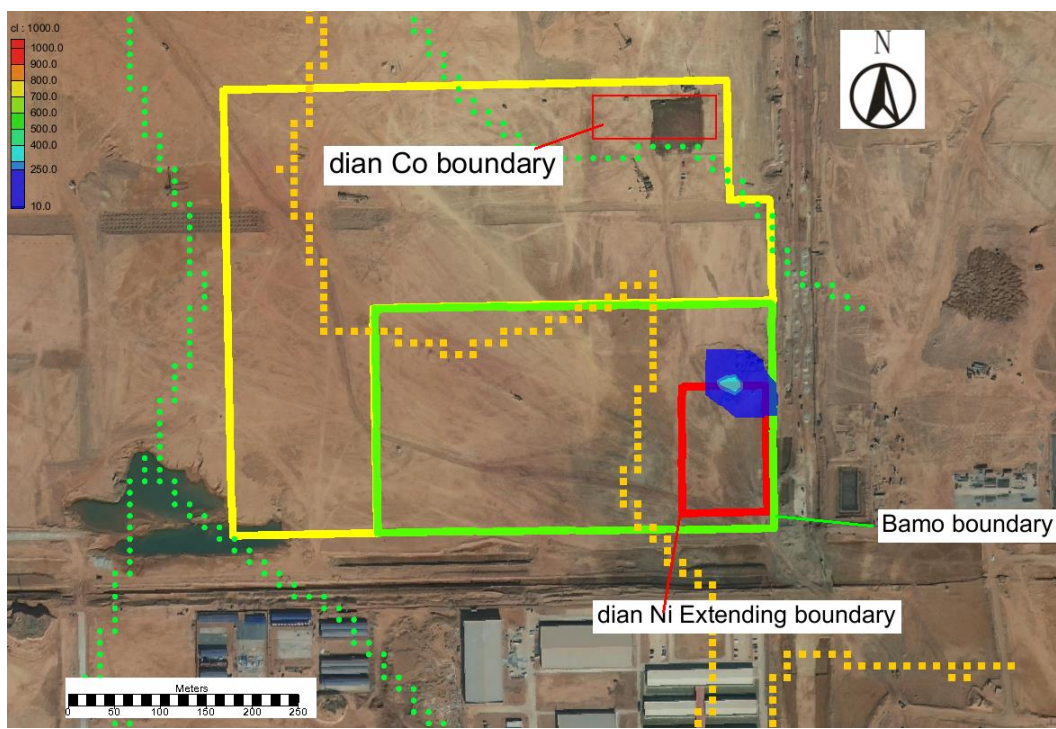 cl : 1000.0
1000.0
900.0
800.0
700.0
600.0
500.0
400.0
250.0
10.0
N
dian Co boundary
Bamo boundary
dian Ni Extending boundary
Meters
0 50 100 150 200 250